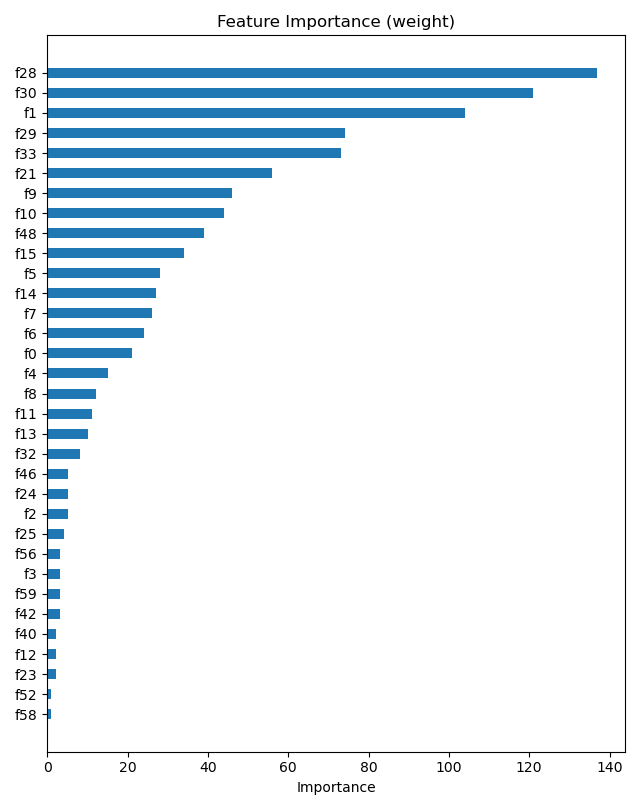 Feature Importance (weight)
f28
f30
f1
f29
f33
f21
f9
f10
f48
f15
f5
f14
f7
f6
f0
f4
f8
f11
f13
f32
f46
f24
f2
f25
f56
f3
f59
f42
f40
f12
f23
f52
f58
0 20 40 60 80 100 120 140
Importance